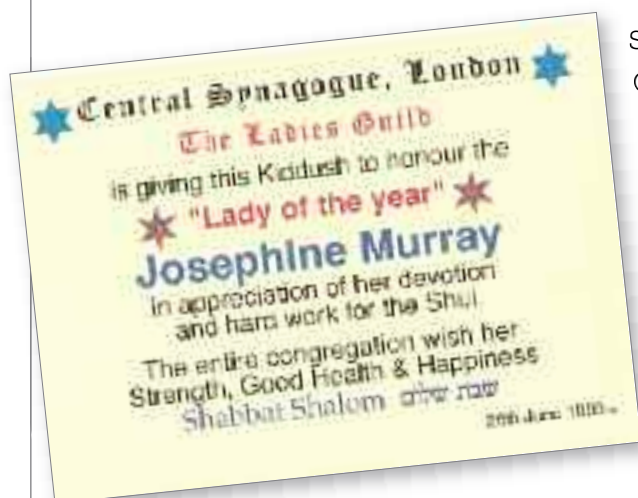 Central Synagogue, London
The Ladies Guild
is giving this Kiddush to honour the
"Lady of the year"
Josephine Murray
in appreciation of her devotion
and hard work for the Shul
The entire congregation wish her
Strength, Good Health & Happiness
Shabbat Shalom שבת שלום
June